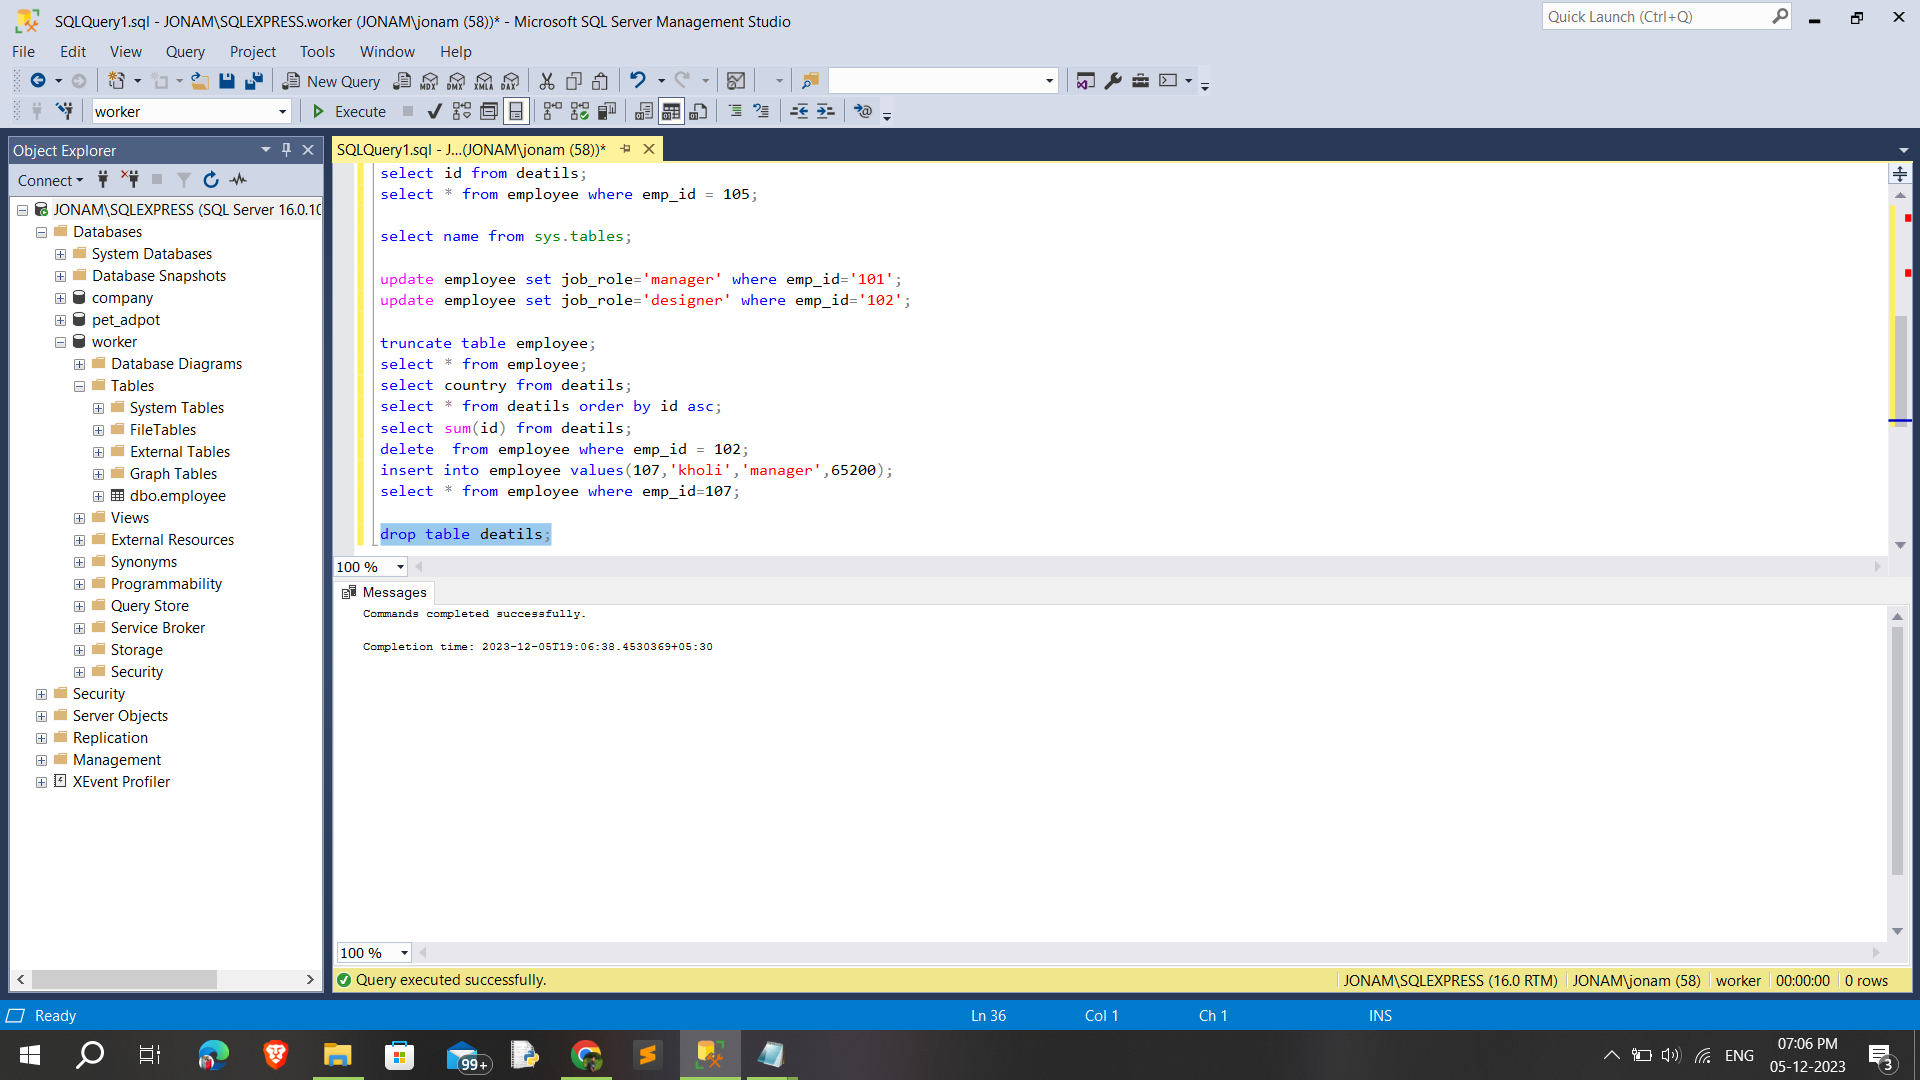 SQLQuery1.sql - JONAM\SQLEXPRESS.worker (JONAM\jonam (58))* - Microsoft SQL Server Management Studio
Quick Launch (Ctrl+Q)
File Edit View Query Project Tools Window Help
New Query MDX DMX XMLA DAX
worker Execute
Object Explorer
Connect
JONAM\SQLEXPRESS (SQL Server 16.0.10
Databases
System Databases
Database Snapshots
company
pet_adpot
worker
Database Diagrams
Tables
System Tables
FileTables
External Tables
Graph Tables
dbo.employee
Views
External Resources
Synonyms
Programmability
Query Store
Service Broker
Storage
Security
Security
Server Objects
Replication
Management
XEvent Profiler
SQLQuery1.sql - J...(JONAM\jonam (58))*
select id from deatils;
select * from employee where emp_id = 105;
select name from sys.tables;
update employee set job_role='manager' where emp_id='101';
update employee set job_role='designer' where emp_id='102';
truncate table employee;
select * from employee;
select country from deatils;
select * from deatils order by id asc;
select sum(id) from deatils;
delete  from employee where emp_id = 102;
insert into employee values(107,'kholi','manager',65200);
select * from employee where emp_id=107;
drop table deatils;
100 %
Messages
Commands completed successfully.
Completion time: 2023-12-05T19:06:38.4530369+05:30
100 %
Query executed successfully. JONAM\SQLEXPRESS (16.0 RTM) JONAM\jonam (58) worker 00:00:00 0 rows
Ready Ln 36 Col 1 Ch 1 INS
99+ ENG 07:06 PM
05-12-2023 3